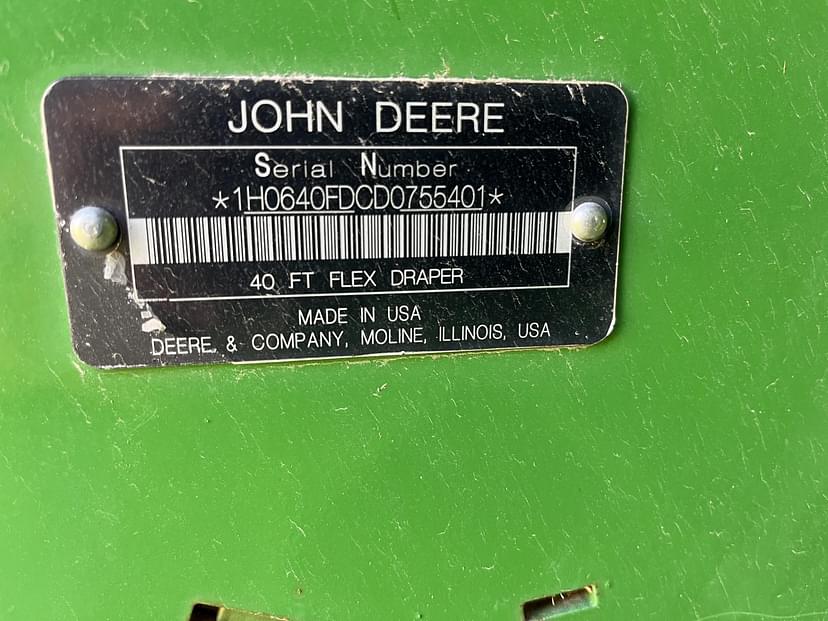 JOHN DEERE
Serial Number
*1H0640FDCD0755401*
40 FT FLEX DRAPER
MADE IN USA
DEERE & COMPANY, MOLINE, ILLINOIS, USA